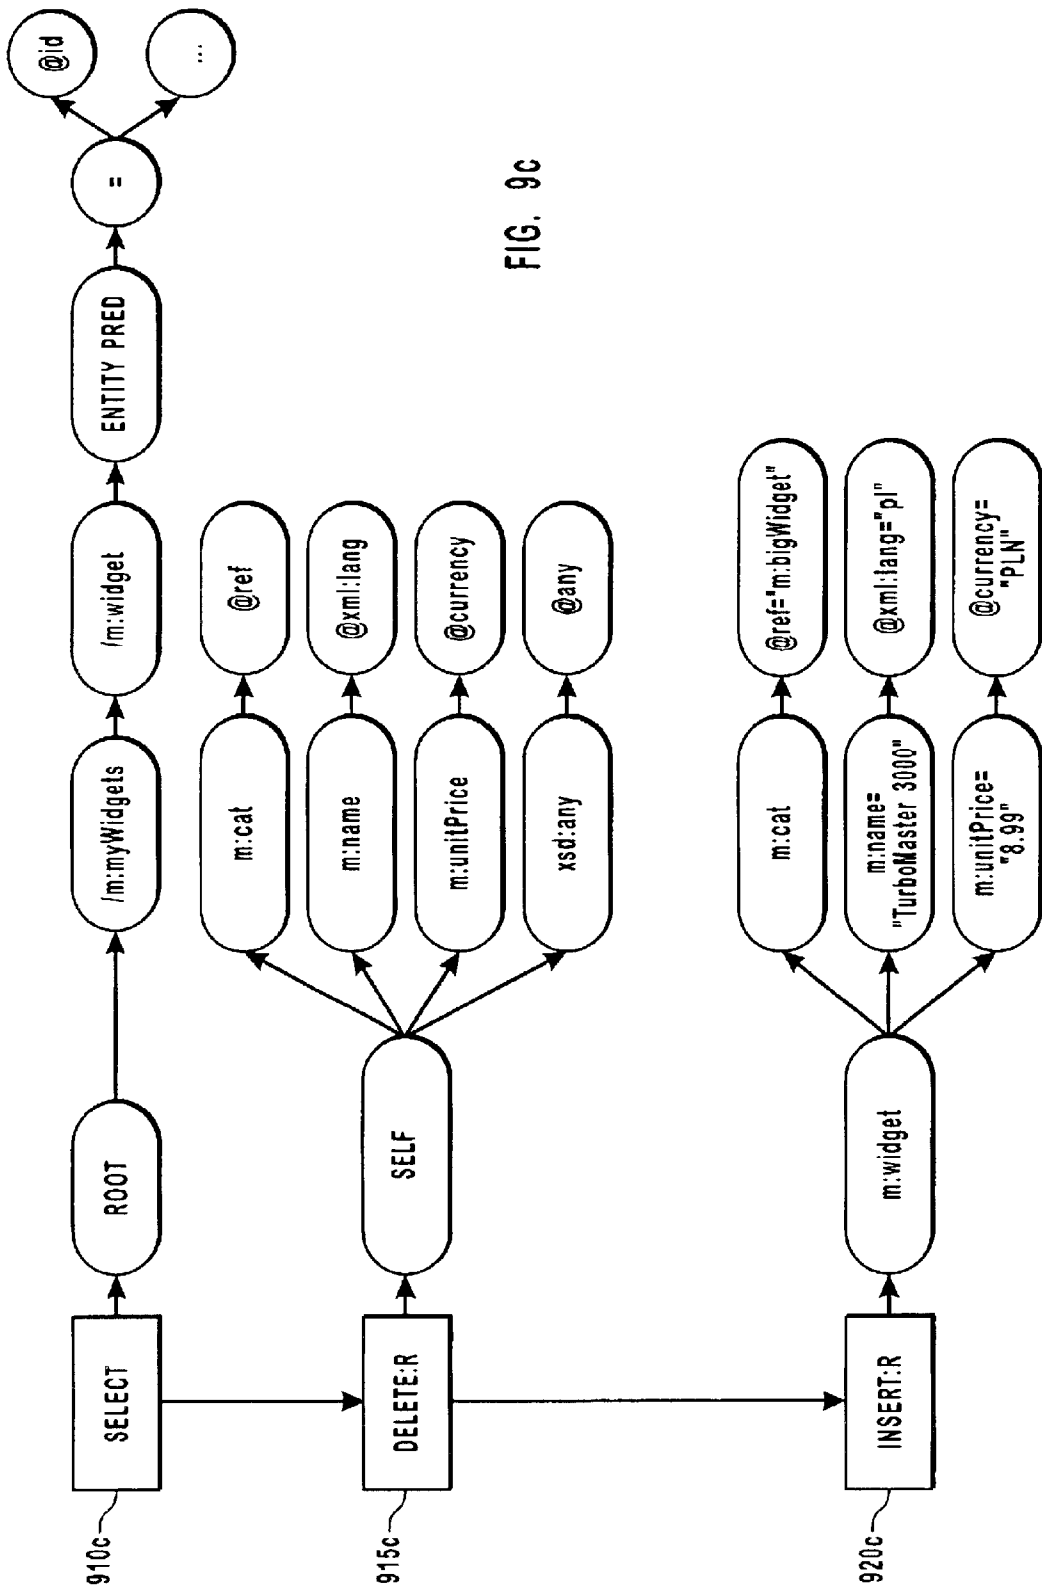 910c
SELECT
ROOT
/m:myWidgets
/m:widget
ENTITY PRED
=
@id
...
915c
DELETE:R
SELF
m:cat
@ref
m:name
@xml:lang
m:unitPrice
@currency
xsd:any
@any
920c
INSERT:R
m:widget
m:cat
@ref="m:bigWidget"
m:name=
"TurboMaster 3000"
@xml:lang="pl"
m:unitPrice=
"8.99"
@currency=
"PLN"
FIG. 9c